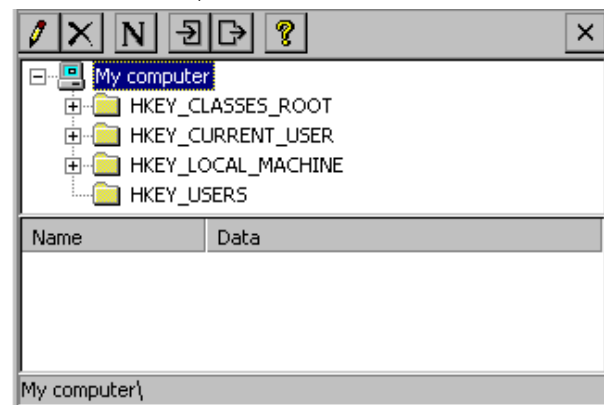 N
My computer
HKEY_CLASSES_ROOT
HKEY_CURRENT_USER
HKEY_LOCAL_MACHINE
HKEY_USERS
Name Data
My computer\